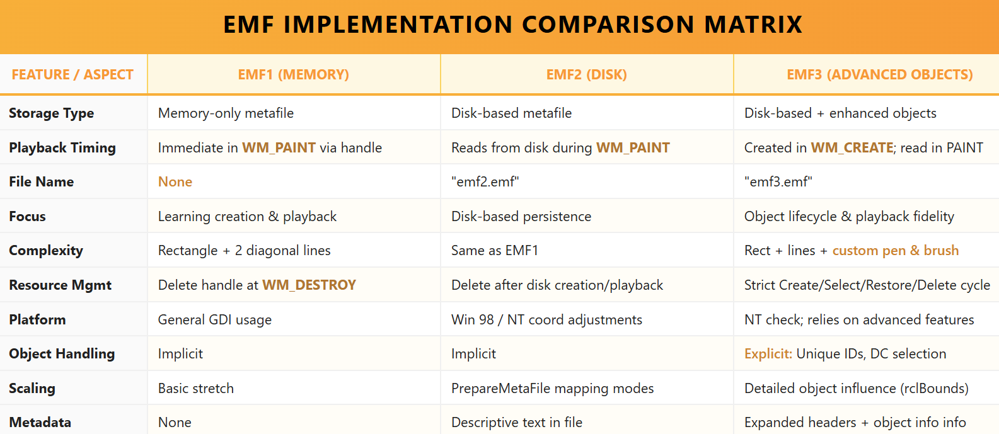 EMF IMPLEMENTATION COMPARISON MATRIX
FEATURE / ASPECT EMF1 (MEMORY) EMF2 (DISK) EMF3 (ADVANCED OBJECTS)
Storage Type Memory-only metafile Disk-based metafile Disk-based + enhanced objects
Playback Timing Immediate in WM_PAINT via handle Reads from disk during WM_PAINT Created in WM_CREATE; read in PAINT
File Name None "emf2.emf" "emf3.emf"
Focus Learning creation & playback Disk-based persistence Object lifecycle & playback fidelity
Complexity Rectangle + 2 diagonal lines Same as EMF1 Rect + lines + custom pen & brush
Resource Mgmt Delete handle at WM_DESTROY Delete after disk creation/playback Strict Create/Select/Restore/Delete cycle
Platform General GDI usage Win 98 / NT coord adjustments NT check; relies on advanced features
Object Handling Implicit Implicit Explicit: Unique IDs, DC selection
Scaling Basic stretch PrepareMetaFile mapping modes Detailed object influence (rclBounds)
Metadata None Descriptive text in file Expanded headers + object info info